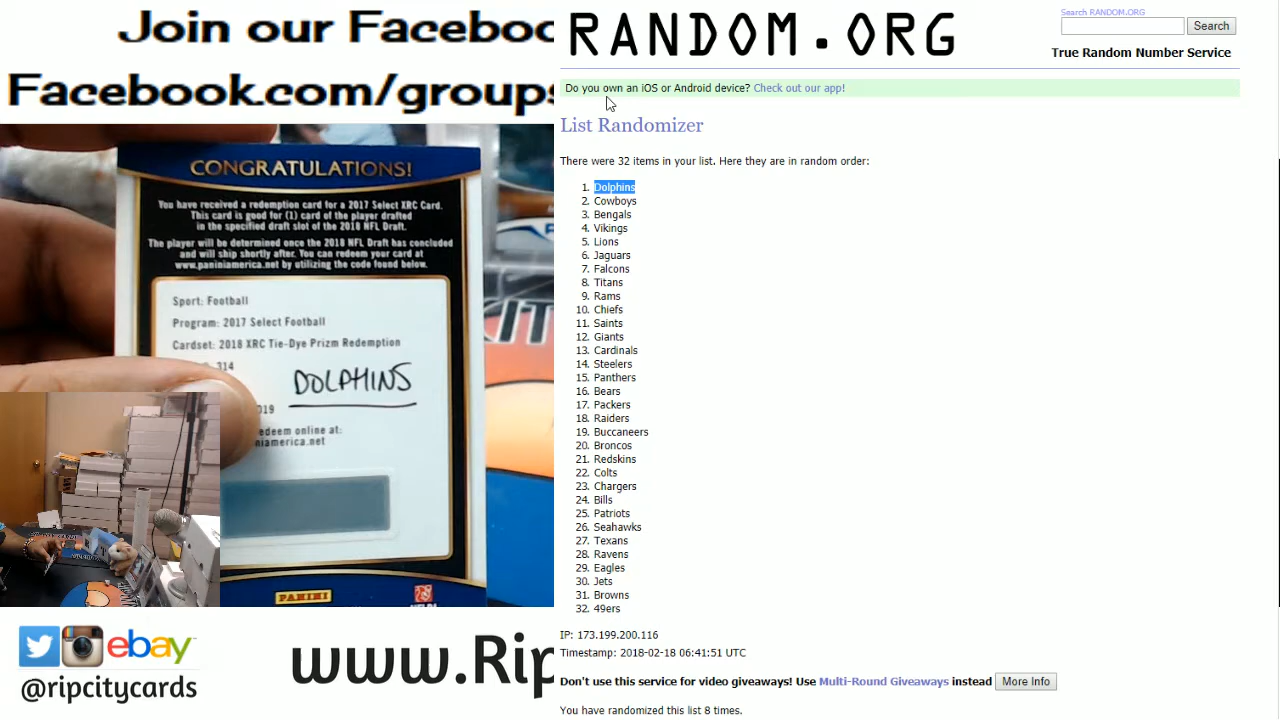 Join our Facebo
Facebook.com/groups
CONGRATULATIONS!
You have received a redemption card for a 2017 Select XRC Card.
This card is good for (1) card of the player drafted
in the specified draft slot of the 2018 NFL Draft.
The player will be determined once the 2018 NFL Draft has concluded
and will ship shortly after. You can redeem your card at
www.paniniamerica.net by utilizing the code found below.
Sport: Football
Program: 2017 Select Football
Cardset: 2018 XRC Tie-Dye Prizm Redemption
314
DOLPHINS
019
edeem online at:
niamerica.net
PANINI
ebay
@ripcitycards
www.Rip
RANDOM.ORG
Search RANDOM.ORG
Search
True Random Number Service
Do you own an iOS or Android device? Check out our app!
List Randomizer
There were 32 items in your list. Here they are in random order:
1. Dolphins
2. Cowboys
3. Bengals
4. Vikings
5. Lions
6. Jaguars
7. Falcons
8. Titans
9. Rams
10. Chiefs
11. Saints
12. Giants
13. Cardinals
14. Steelers
15. Panthers
16. Bears
17. Packers
18. Raiders
19. Buccaneers
20. Broncos
21. Redskins
22. Colts
23. Chargers
24. Bills
25. Patriots
26. Seahawks
27. Texans
28. Ravens
29. Eagles
30. Jets
31. Browns
32. 49ers
IP: 173.199.200.116
Timestamp: 2018-02-18 06:41:51 UTC
Don't use this service for video giveaways! Use Multi-Round Giveaways instead
More Info
You have randomized this list 8 times.